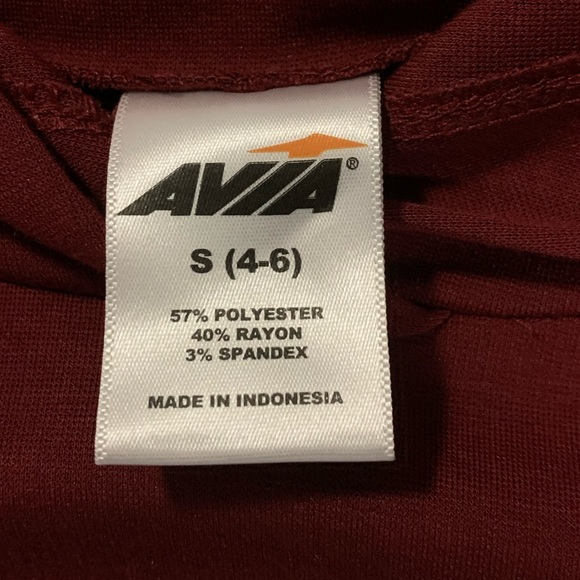 AVIA®
S (4-6)
57% POLYESTER
40% RAYON
3% SPANDEX
MADE IN INDONESIA